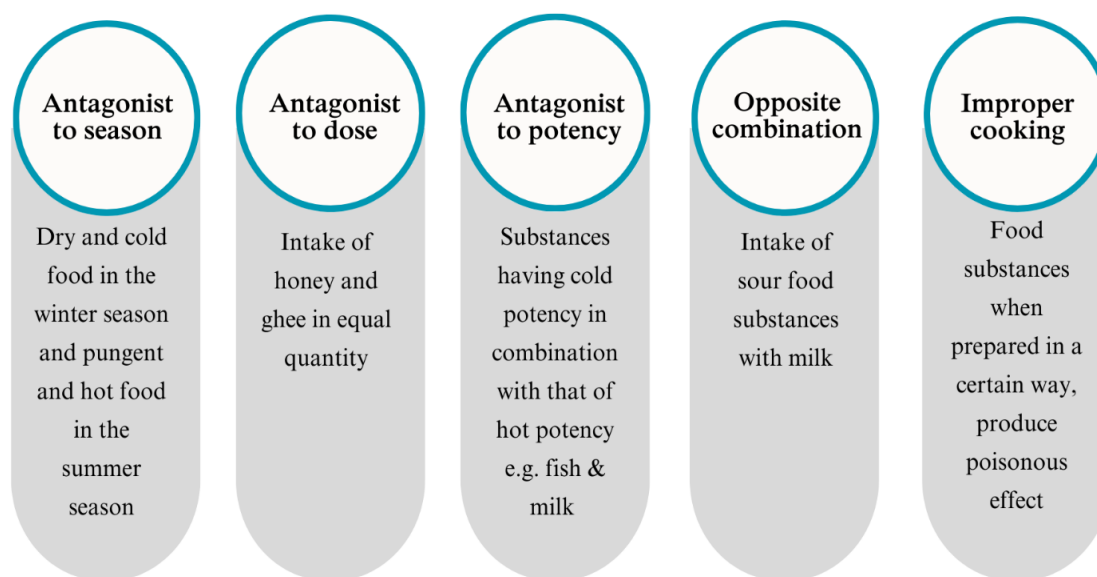 Antagonist
to season
Dry and cold
food in the
winter season
and pungent
and hot food
in the
summer
season
Antagonist
to dose
Intake of
honey and
ghee in equal
quantity
Antagonist
to potency
Substances
having cold
potency in
combination
with that of
hot potency
e.g. fish &
milk
Opposite
combination
Intake of
sour food
substances
with milk
Improper
cooking
Food
substances
when
prepared in a
certain way,
produce
poisonous
effect